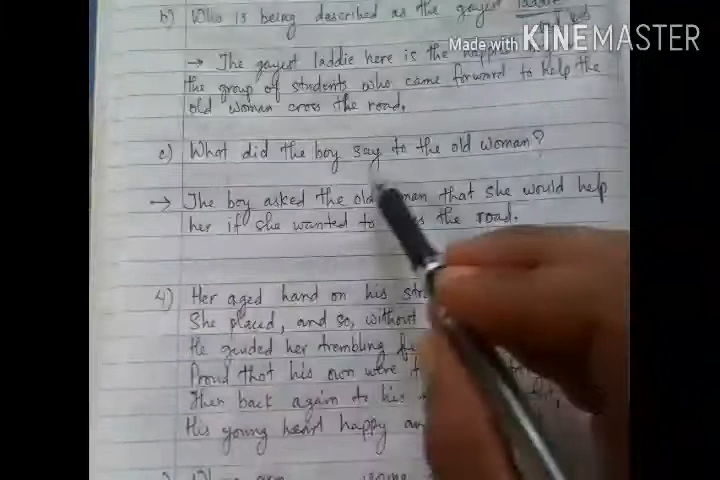 b) Who is being described as the gayest laddie
Made with KINEMASTER
→ The gayest laddie here is the
the group of students who came forward to help the
old woman cross the road.
c) What did the boy say to the old woman?
→ The boy asked the old that she would help
her if she wanted to the road.
4) Her aged hand on his
She placed, and so, without
He guided her trembling
Proud that his own were
Then back again to his
His young heart happy